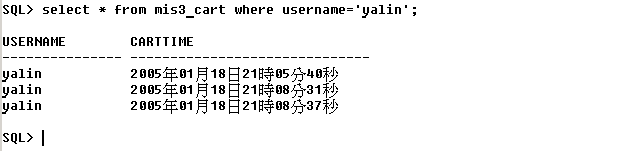 SQL> select * from mis3_cart where username='yalin';
USERNAME        CARTTIME
--------------- ------------------------------
yalin           2005年01月18日21時05分40秒
yalin           2005年01月18日21時08分31秒
yalin           2005年01月18日21時08分37秒
SQL>